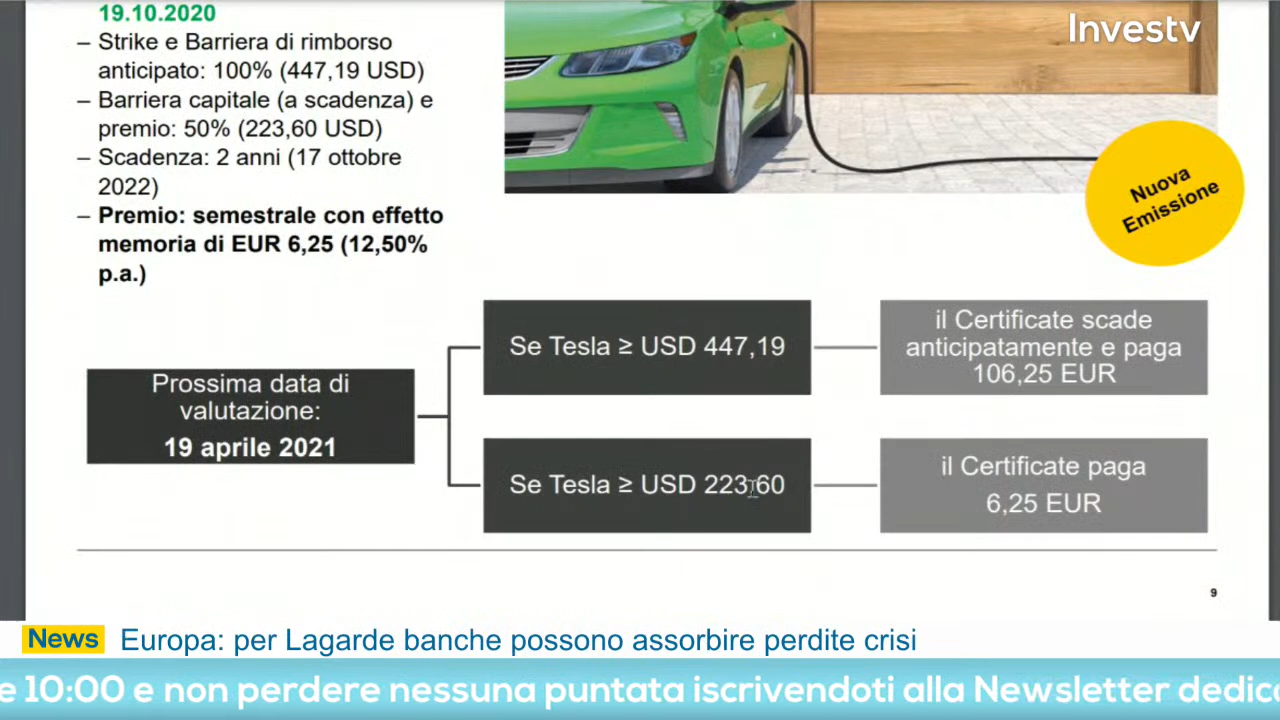 19.10.2020
– Strike e Barriera di rimborso
anticipato: 100% (447,19 USD)
– Barriera capitale (a scadenza) e
premio: 50% (223,60 USD)
– Scadenza: 2 anni (17 ottobre
2022)
– Premio: semestrale con effetto
memoria di EUR 6,25 (12,50%
p.a.)
Investv
Nuova
Emissione
Prossima data di
valutazione:
19 aprile 2021
Se Tesla ≥ USD 447,19
il Certificate scade
anticipatamente e paga
106,25 EUR
Se Tesla ≥ USD 223,60
il Certificate paga
6,25 EUR
9
News Europa: per Lagarde banche possono assorbire perdite crisi
e 10:00 e non perdere nessuna puntata iscrivendoti alla Newsletter dedic